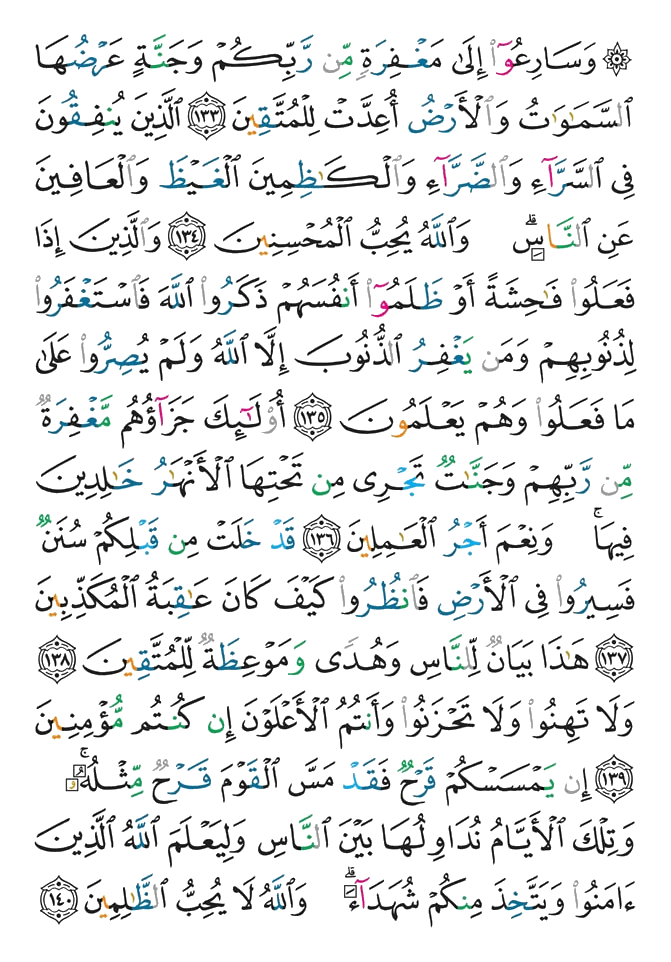 ۞ وَسَارِعُوٓا۟ إِلَىٰ مَغْفِرَةٍ مِّن رَّبِّكُمْ وَجَنَّةٍ عَرْضُهَا
ٱلسَّمَـٰوَٰتُ وَٱلْأَرْضُ أُعِدَّتْ لِلْمُتَّقِينَ ١٣٣ ٱلَّذِينَ يُنفِقُونَ
فِى ٱلسَّرَّآءِ وَٱلضَّرَّآءِ وَٱلْكَـٰظِمِينَ ٱلْغَيْظَ وَٱلْعَافِينَ
عَنِ ٱلنَّاسِ ۗ وَٱللَّهُ يُحِبُّ ٱلْمُحْسِنِينَ ١٣٤ وَٱلَّذِينَ إِذَا
فَعَلُوا۟ فَـٰحِشَةً أَوْ ظَلَمُوٓا۟ أَنفُسَهُمْ ذَكَرُوا۟ ٱللَّهَ فَٱسْتَغْفَرُوا۟
لِذُنُوبِهِمْ وَمَن يَغْفِرُ ٱلذُّنُوبَ إِلَّا ٱللَّهُ وَلَمْ يُصِرُّوا۟ عَلَىٰ
مَا فَعَلُوا۟ وَهُمْ يَعْلَمُونَ ١٣٥ أُو۟لَـٰٓئِكَ جَزَآؤُهُم مَّغْفِرَةٌ
مِّن رَّبِّهِمْ وَجَنَّـٰتٌ تَجْرِى مِن تَحْتِهَا ٱلْأَنْهَـٰرُ خَـٰلِدِينَ
فِيهَا ۚ وَنِعْمَ أَجْرُ ٱلْعَـٰمِلِينَ ١٣٦ قَدْ خَلَتْ مِن قَبْلِكُمْ سُنَنٌ
فَسِيرُوا۟ فِى ٱلْأَرْضِ فَٱنظُرُوا۟ كَيْفَ كَانَ عَـٰقِبَةُ ٱلْمُكَذِّبِينَ
١٣٧ هَـٰذَا بَيَانٌ لِّلنَّاسِ وَهُدًى وَمَوْعِظَةٌ لِّلْمُتَّقِينَ ١٣٨
وَلَا تَهِنُوا۟ وَلَا تَحْزَنُوا۟ وَأَنتُمُ ٱلْأَعْلَوْنَ إِن كُنتُم مُّؤْمِنِينَ
١٣٩ إِن يَمْسَسْكُمْ قَرْحٌ فَقَدْ مَسَّ ٱلْقَوْمَ قَرْحٌ مِّثْلُهُۥ ۚ
وَتِلْكَ ٱلْأَيَّامُ نُدَاوِلُهَا بَيْنَ ٱلنَّاسِ وَلِيَعْلَمَ ٱللَّهُ ٱلَّذِينَ
ءَامَنُوا۟ وَيَتَّخِذَ مِنكُمْ شُهَدَآءَ ۗ وَٱللَّهُ لَا يُحِبُّ ٱلظَّـٰلِمِينَ ١٤٠